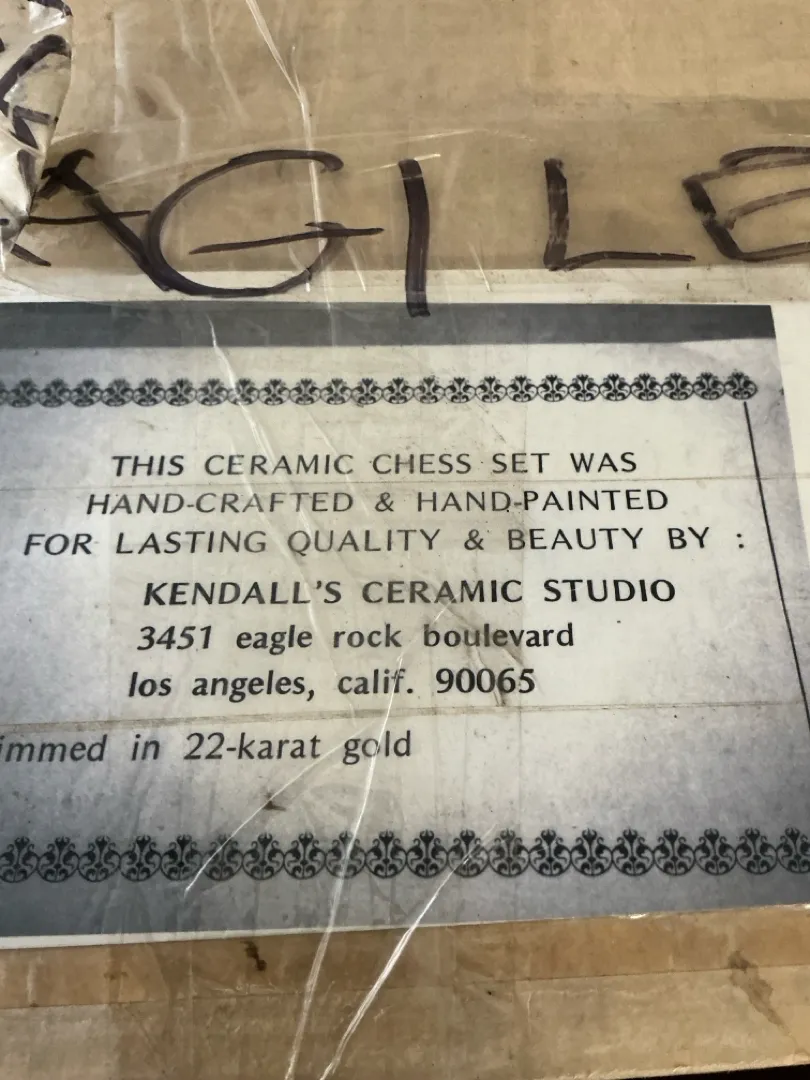 AGILE
THIS CERAMIC CHESS SET WAS
HAND-CRAFTED & HAND-PAINTED
FOR LASTING QUALITY & BEAUTY BY :
KENDALL'S CERAMIC STUDIO
3451 eagle rock boulevard
los angeles, calif. 90065
immed in 22-karat gold